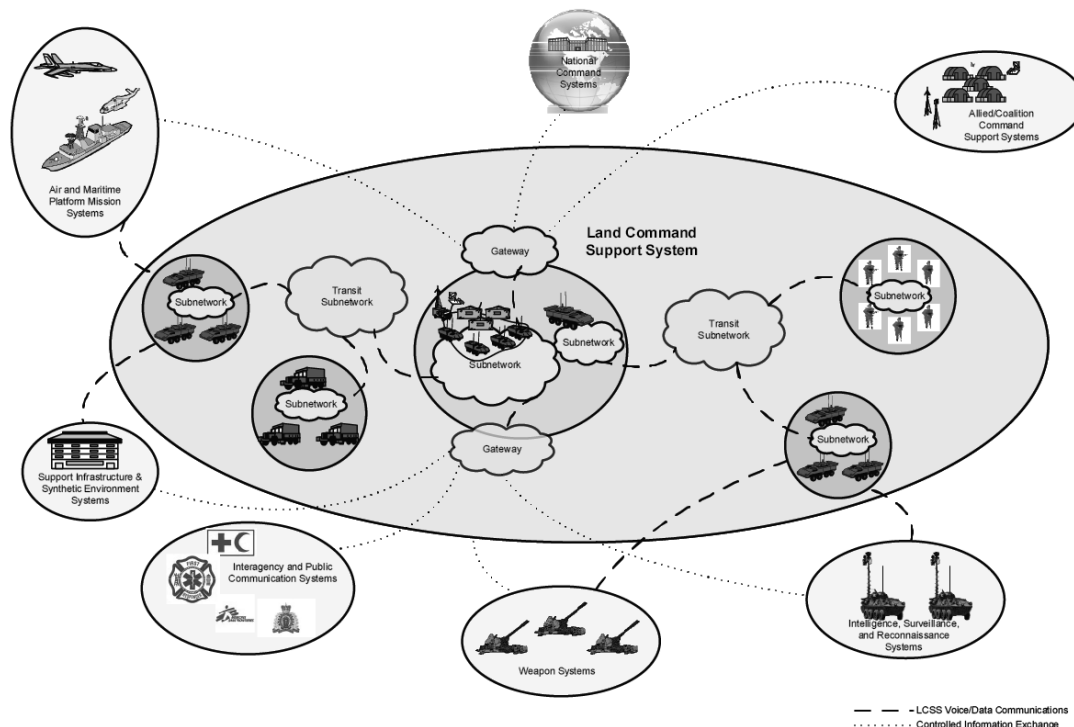 National
Command
Systems
Allied/Coalition
Command
Support Systems
Air and Maritime
Platform Mission
Systems
Land Command
Support System
Gateway
Subnetwork
Transit
Subnetwork
Subnetwork
Subnetwork
Subnetwork
Transit
Subnetwork
Subnetwork
Subnetwork
Gateway
Support Infrastructure &
Synthetic Environment
Systems
Interagency and Public
Communication Systems
FIRST
Weapon Systems
Intelligence, Surveillance,
and Reconnaissance
Systems
LCSS Voice/Data Communications
Controlled Information Exchange